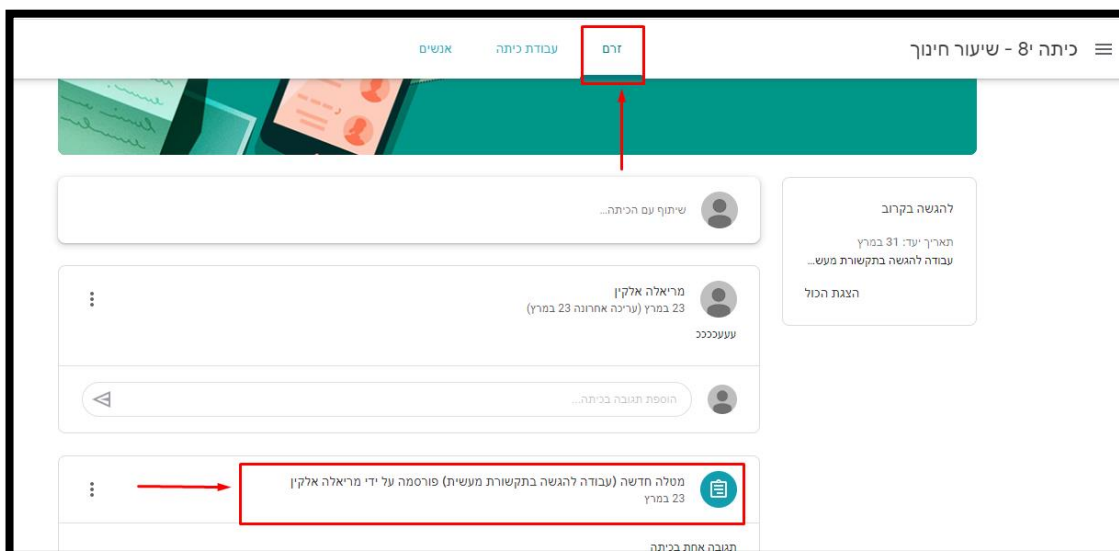 כיתה י8 - שיעור חינוך
זרם
עבודת כיתה
אנשים
להגשה בקרוב
תאריך יעד: 31 במרץ
עבודה להגשה בתקשורת מעש...
הצגת הכול
שיתוף עם הכיתה...
מריאלה אלקין
23 במרץ (עריכה אחרונה 23 במרץ)
עעעככככ
הוספת תגובה בכיתה...
מטלה חדשה (עבודה להגשה בתקשורת מעשית) פורסמה על ידי מריאלה אלקין
23 במרץ
תגובה אחת בכיתה